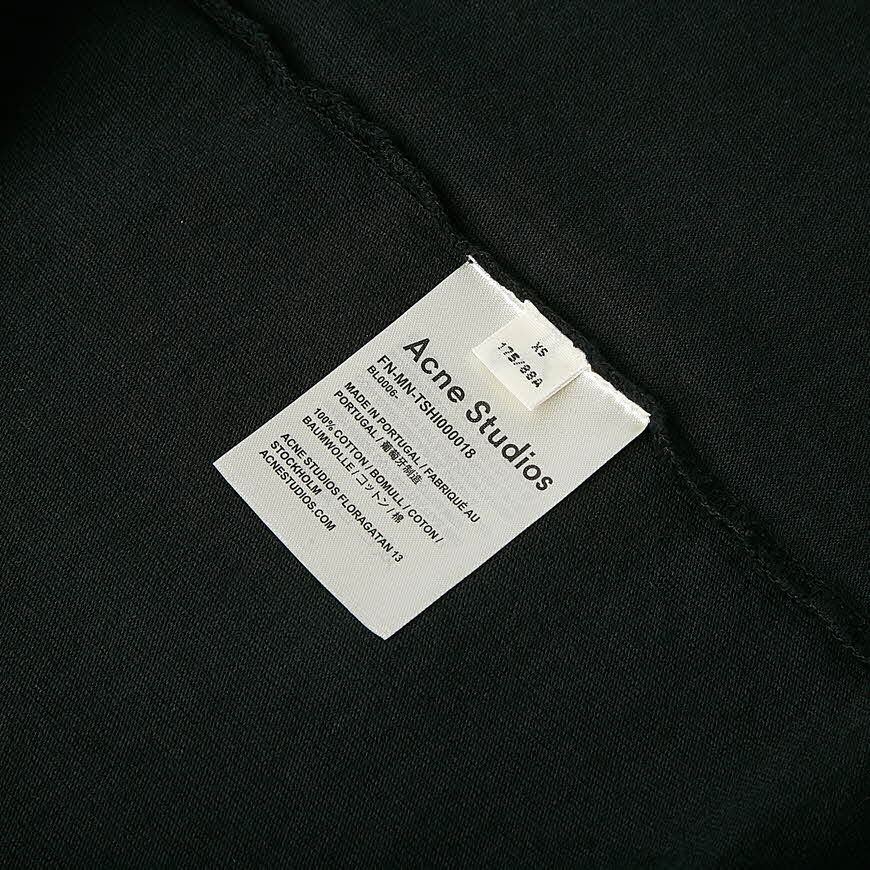 XS
175/88A
Acne Studios
FN-MN-TSHI000018
BL0006-
MADE IN PORTUGAL / FABRIQUÉ AU
PORTUGAL / 葡萄牙制造
100% COTTON / BOMULL / COTON /
BAUMWOLLE / コットン / 棉
ACNE STUDIOS FLORAGATAN 13
STOCKHOLM
ACNESTUDIOS.COM